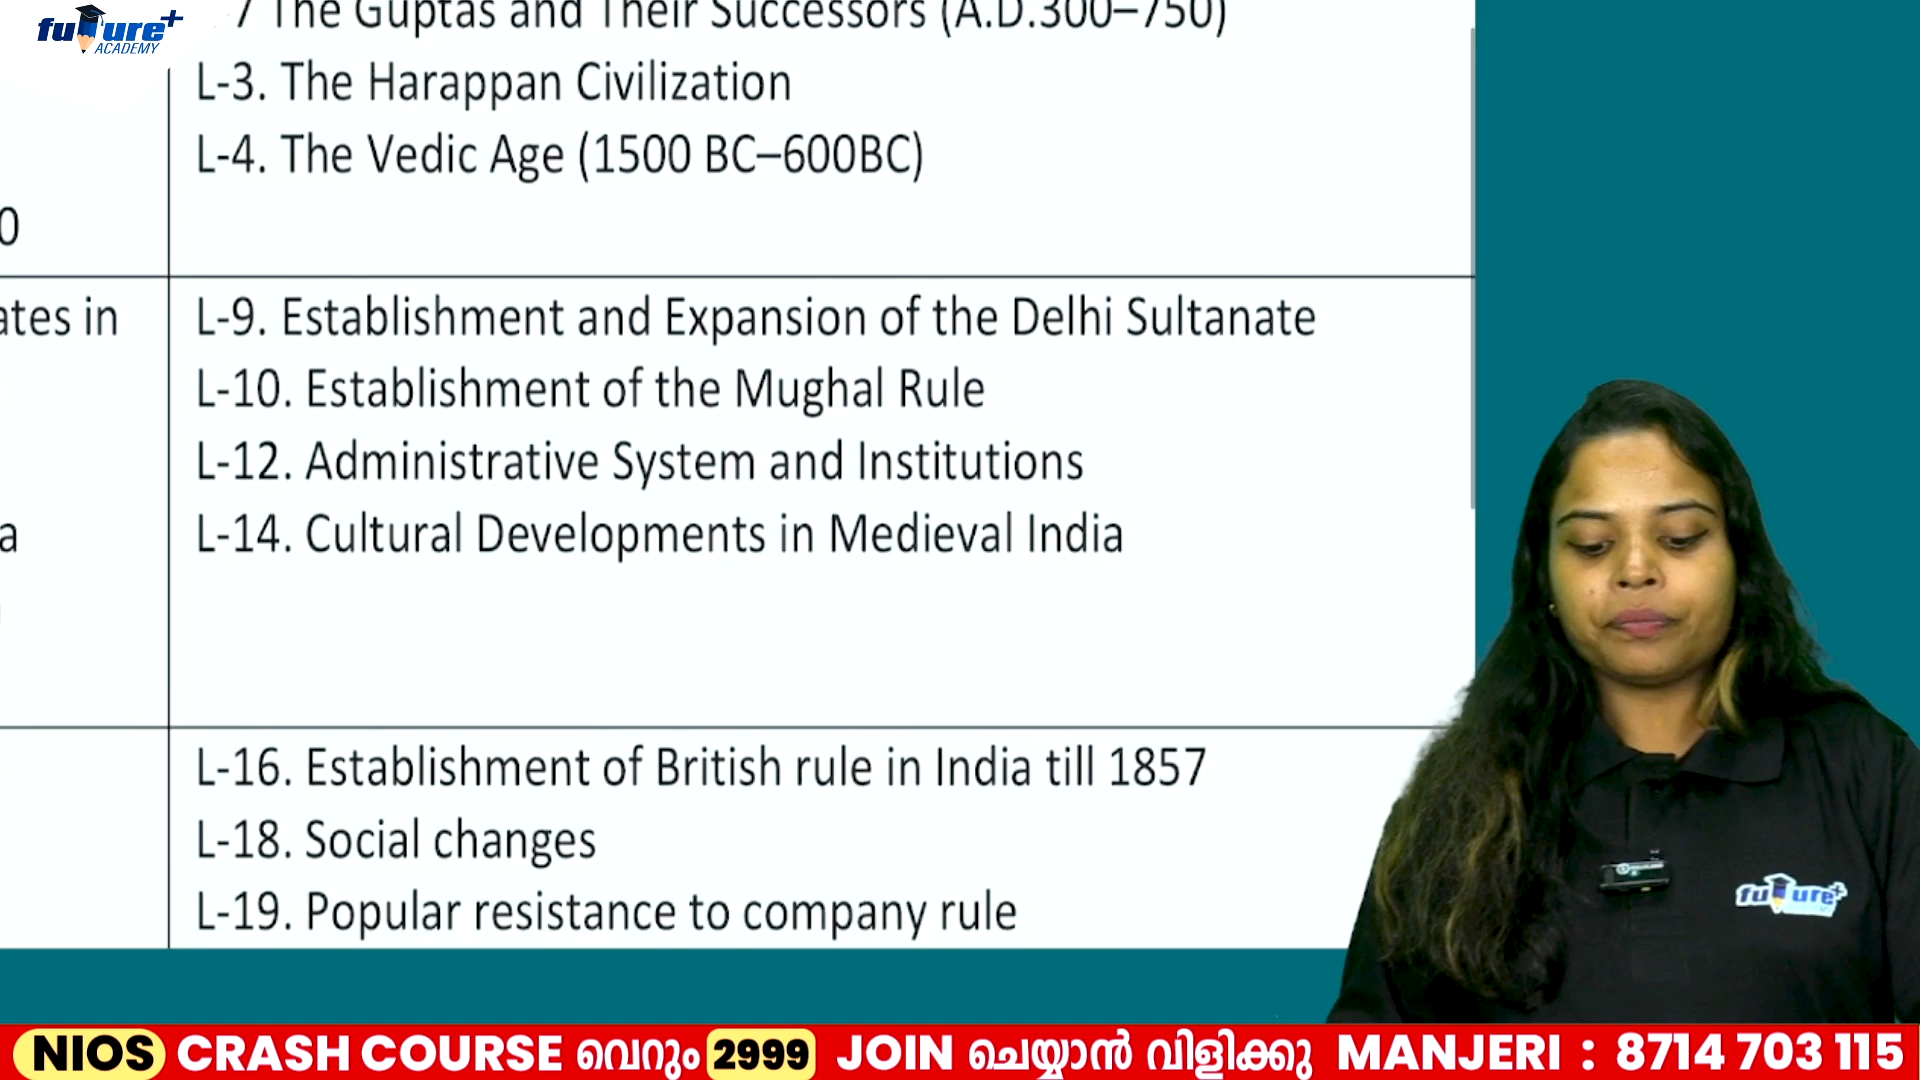 future+
ACADEMY
7 The Guptas and Their Successors (A.D.300–750)
L-3. The Harappan Civilization
L-4. The Vedic Age (1500 BC–600BC)
0
ates in
L-9. Establishment and Expansion of the Delhi Sultanate
L-10. Establishment of the Mughal Rule
L-12. Administrative System and Institutions
a
L-14. Cultural Developments in Medieval India
L-16. Establishment of British rule in India till 1857
L-18. Social changes
L-19. Popular resistance to company rule
future+
NIOS CRASH COURSE വെറും 2999 JOIN ചെയ്യാൻ വിളിക്കു MANJERI : 8714 703 115